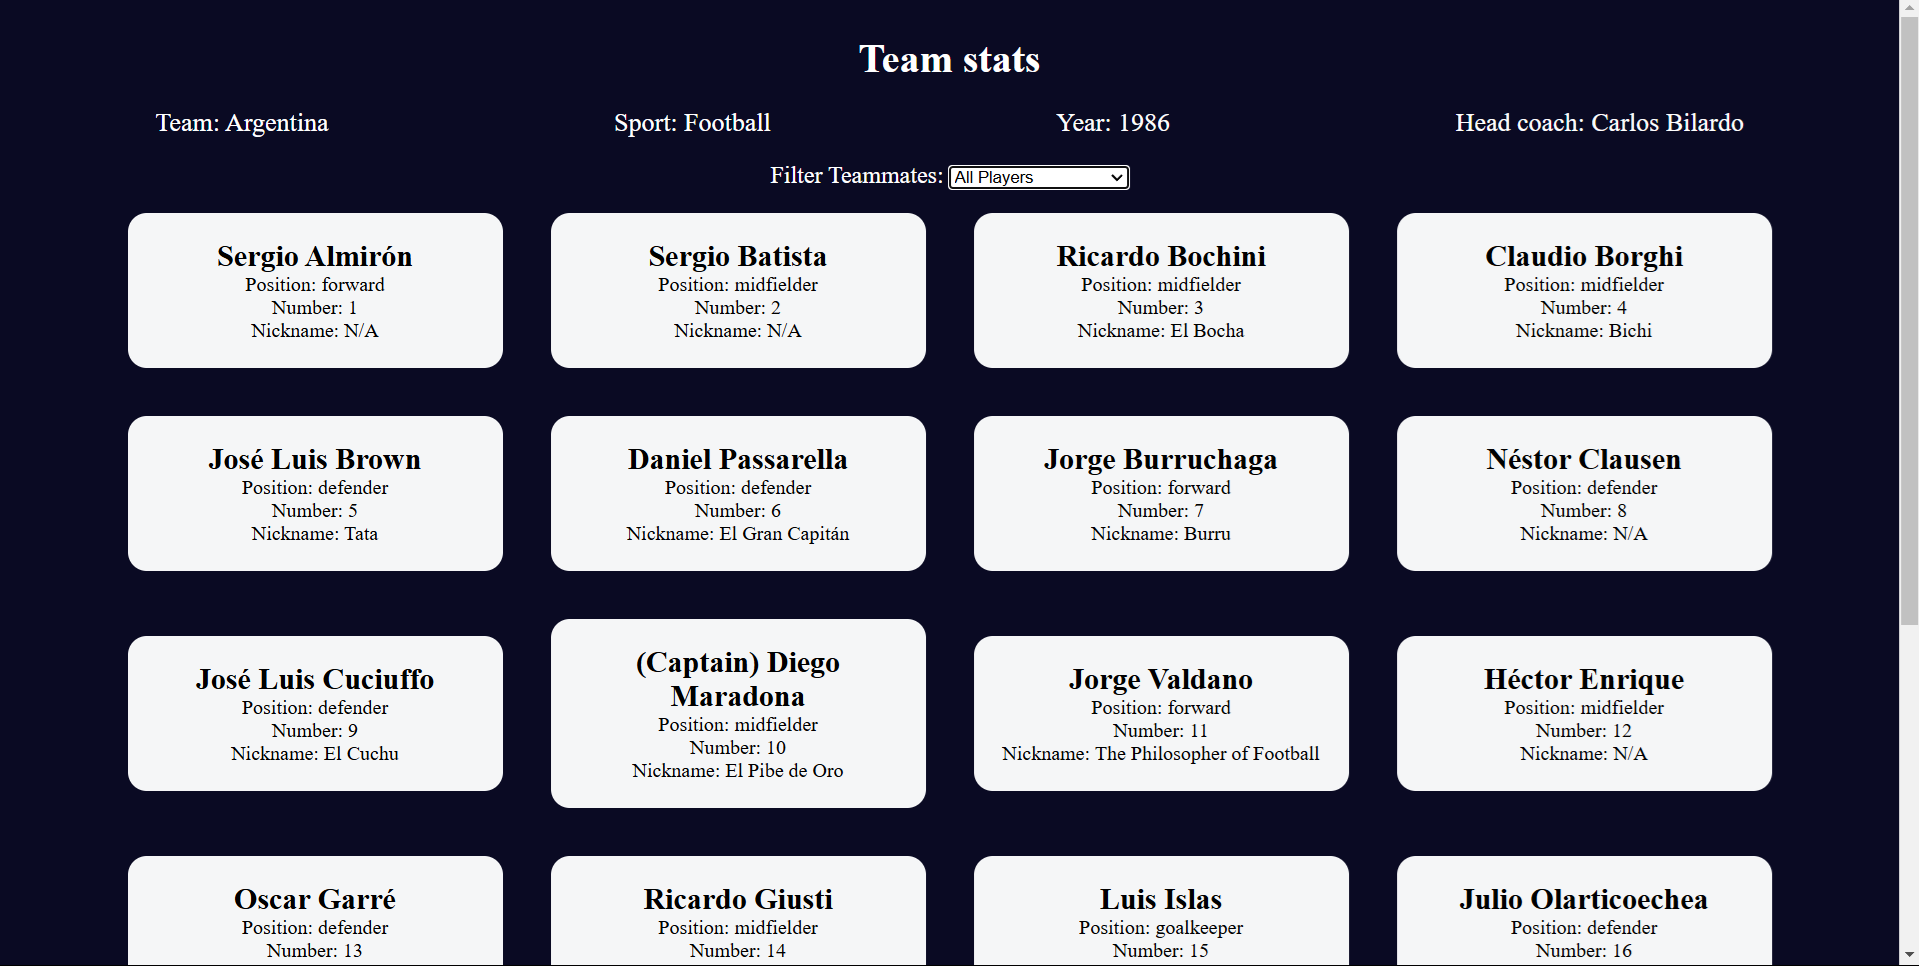 Team stats
Team: Argentina
Sport: Football
Year: 1986
Head coach: Carlos Bilardo
Filter Teammates: All Players
Sergio Almirón
Position: forward
Number: 1
Nickname: N/A
Sergio Batista
Position: midfielder
Number: 2
Nickname: N/A
Ricardo Bochini
Position: midfielder
Number: 3
Nickname: El Bocha
Claudio Borghi
Position: midfielder
Number: 4
Nickname: Bichi
José Luis Brown
Position: defender
Number: 5
Nickname: Tata
Daniel Passarella
Position: defender
Number: 6
Nickname: El Gran Capitán
Jorge Burruchaga
Position: forward
Number: 7
Nickname: Burru
Néstor Clausen
Position: defender
Number: 8
Nickname: N/A
José Luis Cuciuffo
Position: defender
Number: 9
Nickname: El Cuchu
(Captain) Diego
Maradona
Position: midfielder
Number: 10
Nickname: El Pibe de Oro
Jorge Valdano
Position: forward
Number: 11
Nickname: The Philosopher of Football
Héctor Enrique
Position: midfielder
Number: 12
Nickname: N/A
Oscar Garré
Position: defender
Number: 13
Ricardo Giusti
Position: midfielder
Number: 14
Luis Islas
Position: goalkeeper
Number: 15
Julio Olarticoechea
Position: defender
Number: 16